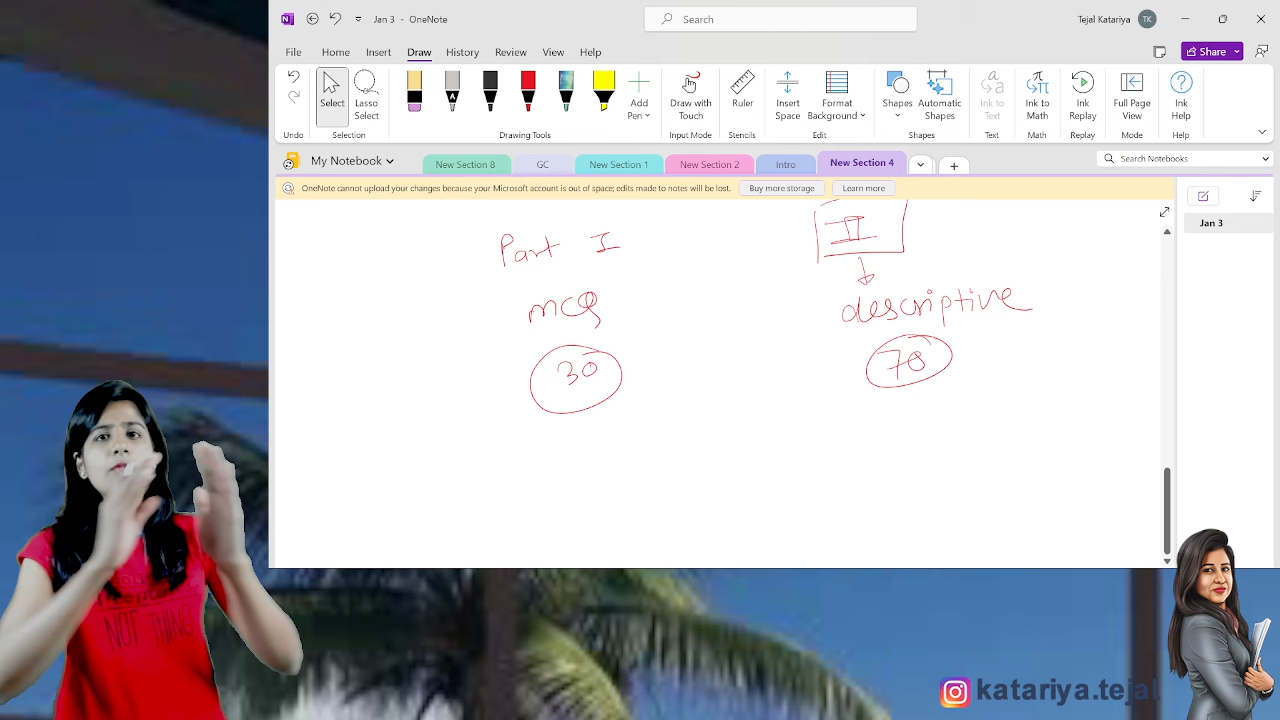 Jan 3 - OneNote
Search
Tejal Katariya
TK
File Home Insert Draw History Review View Help
Share
Select
Lasso Select
Add Pen
Draw with Touch
Ruler
Insert Space
Format Background
Shapes
Automatic Shapes
Ink to Text
Ink to Math
Ink Replay
Full Page View
Ink Help
Undo Selection Drawing Tools Input Mode Stencils Edit Shapes Text Math Replay Mode Help
My Notebook
New Section 8 GC New Section 1 New Section 2 Intro New Section 4
Search Notebooks
OneNote cannot upload your changes because your Microsoft account is out of space; edits made to notes will be lost. Buy more storage Learn more
Jan 3
Part I
II
mcq
descriptive
30
70
NOT THING
katariya.tejal